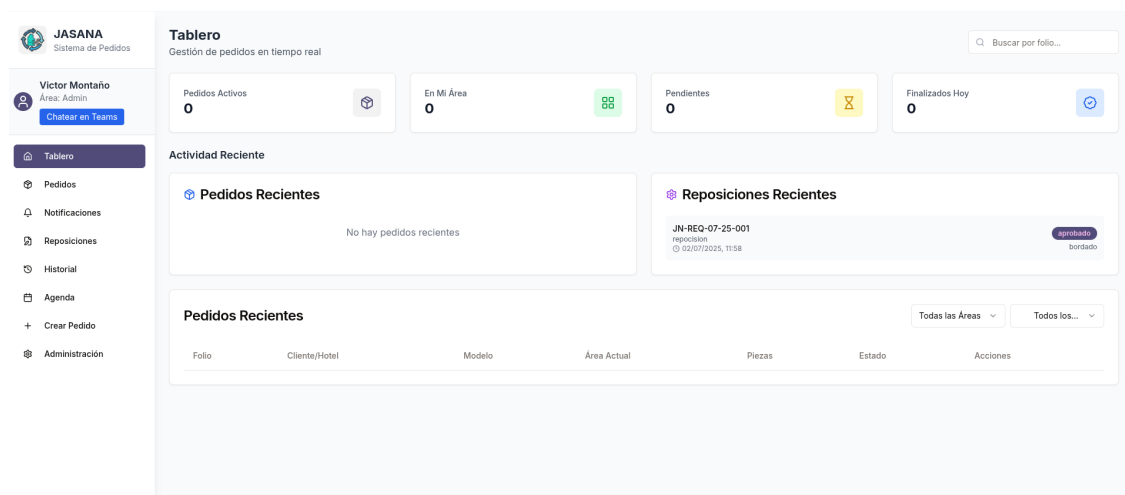 JASANA
Sistema de Pedidos
Victor Montaño
Área: Admin
Chatear en Teams
Tablero
Pedidos
Notificaciones
Reposiciones
Historial
Agenda
Crear Pedido
Administración
Tablero
Gestión de pedidos en tiempo real
Buscar por folio...
Pedidos Activos
0
En Mi Área
0
Pendientes
0
Finalizados Hoy
0
Actividad Reciente
Pedidos Recientes
No hay pedidos recientes
Reposiciones Recientes
JN-REQ-07-25-001
aprobado
repocision
bordado
02/07/2025, 11:58
Pedidos Recientes
Todas las Áreas
Todos los...
Folio Cliente/Hotel Modelo Área Actual Piezas Estado Acciones